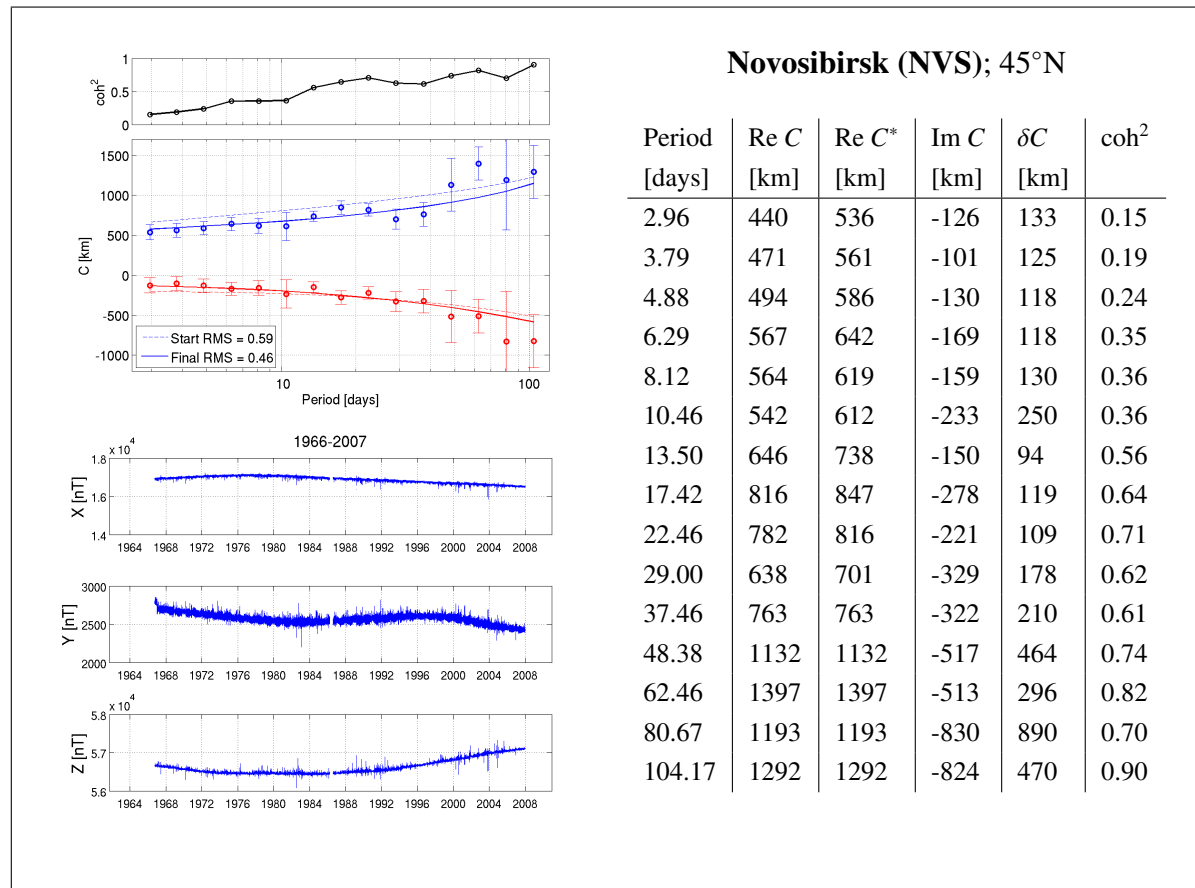 1
0.5
0
coh²
1500
1000
500
0
-500
-1000
C [km]
Start RMS = 0.59
Final RMS = 0.46
10
100
Period [days]
1966-2007
x 10⁴
1.8
1.6
1.4
X [nT]
1964 1968 1972 1976 1980 1984 1988 1992 1996 2000 2004 2008
3000
2500
2000
Y [nT]
1964 1968 1972 1976 1980 1984 1988 1992 1996 2000 2004 2008
x 10⁴
5.8
5.7
5.6
Z [nT]
1964 1968 1972 1976 1980 1984 1988 1992 1996 2000 2004 2008
Novosibirsk (NVS); 45°N
Period Re C Re C* Im C δC coh²
[days] [km] [km] [km] [km]
2.96 440 536 -126 133 0.15
3.79 471 561 -101 125 0.19
4.88 494 586 -130 118 0.24
6.29 567 642 -169 118 0.35
8.12 564 619 -159 130 0.36
10.46 542 612 -233 250 0.36
13.50 646 738 -150 94 0.56
17.42 816 847 -278 119 0.64
22.46 782 816 -221 109 0.71
29.00 638 701 -329 178 0.62
37.46 763 763 -322 210 0.61
48.38 1132 1132 -517 464 0.74
62.46 1397 1397 -513 296 0.82
80.67 1193 1193 -830 890 0.70
104.17 1292 1292 -824 470 0.90